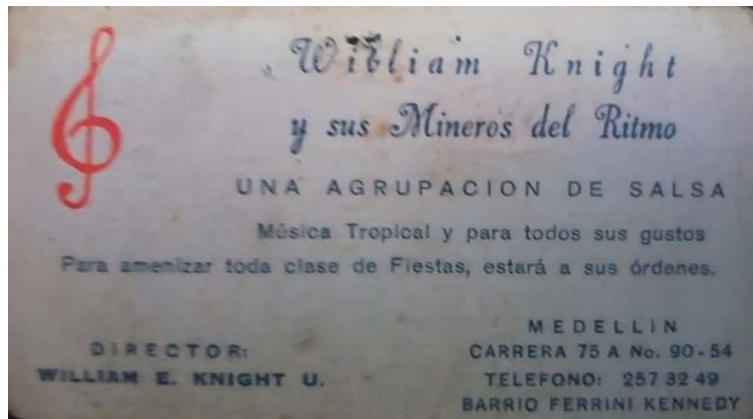 William Knight
y sus Mineros del Ritmo
UNA AGRUPACION DE SALSA
Música Tropical y para todos sus gustos
Para amenizar toda clase de Fiestas, estará a sus órdenes.
DIRECTOR:
WILLIAM E. KNIGHT U.
MEDELLIN
CARRERA 75 A No. 90-54
TELEFONO: 257 32 49
BARRIO FERRINI KENNEDY